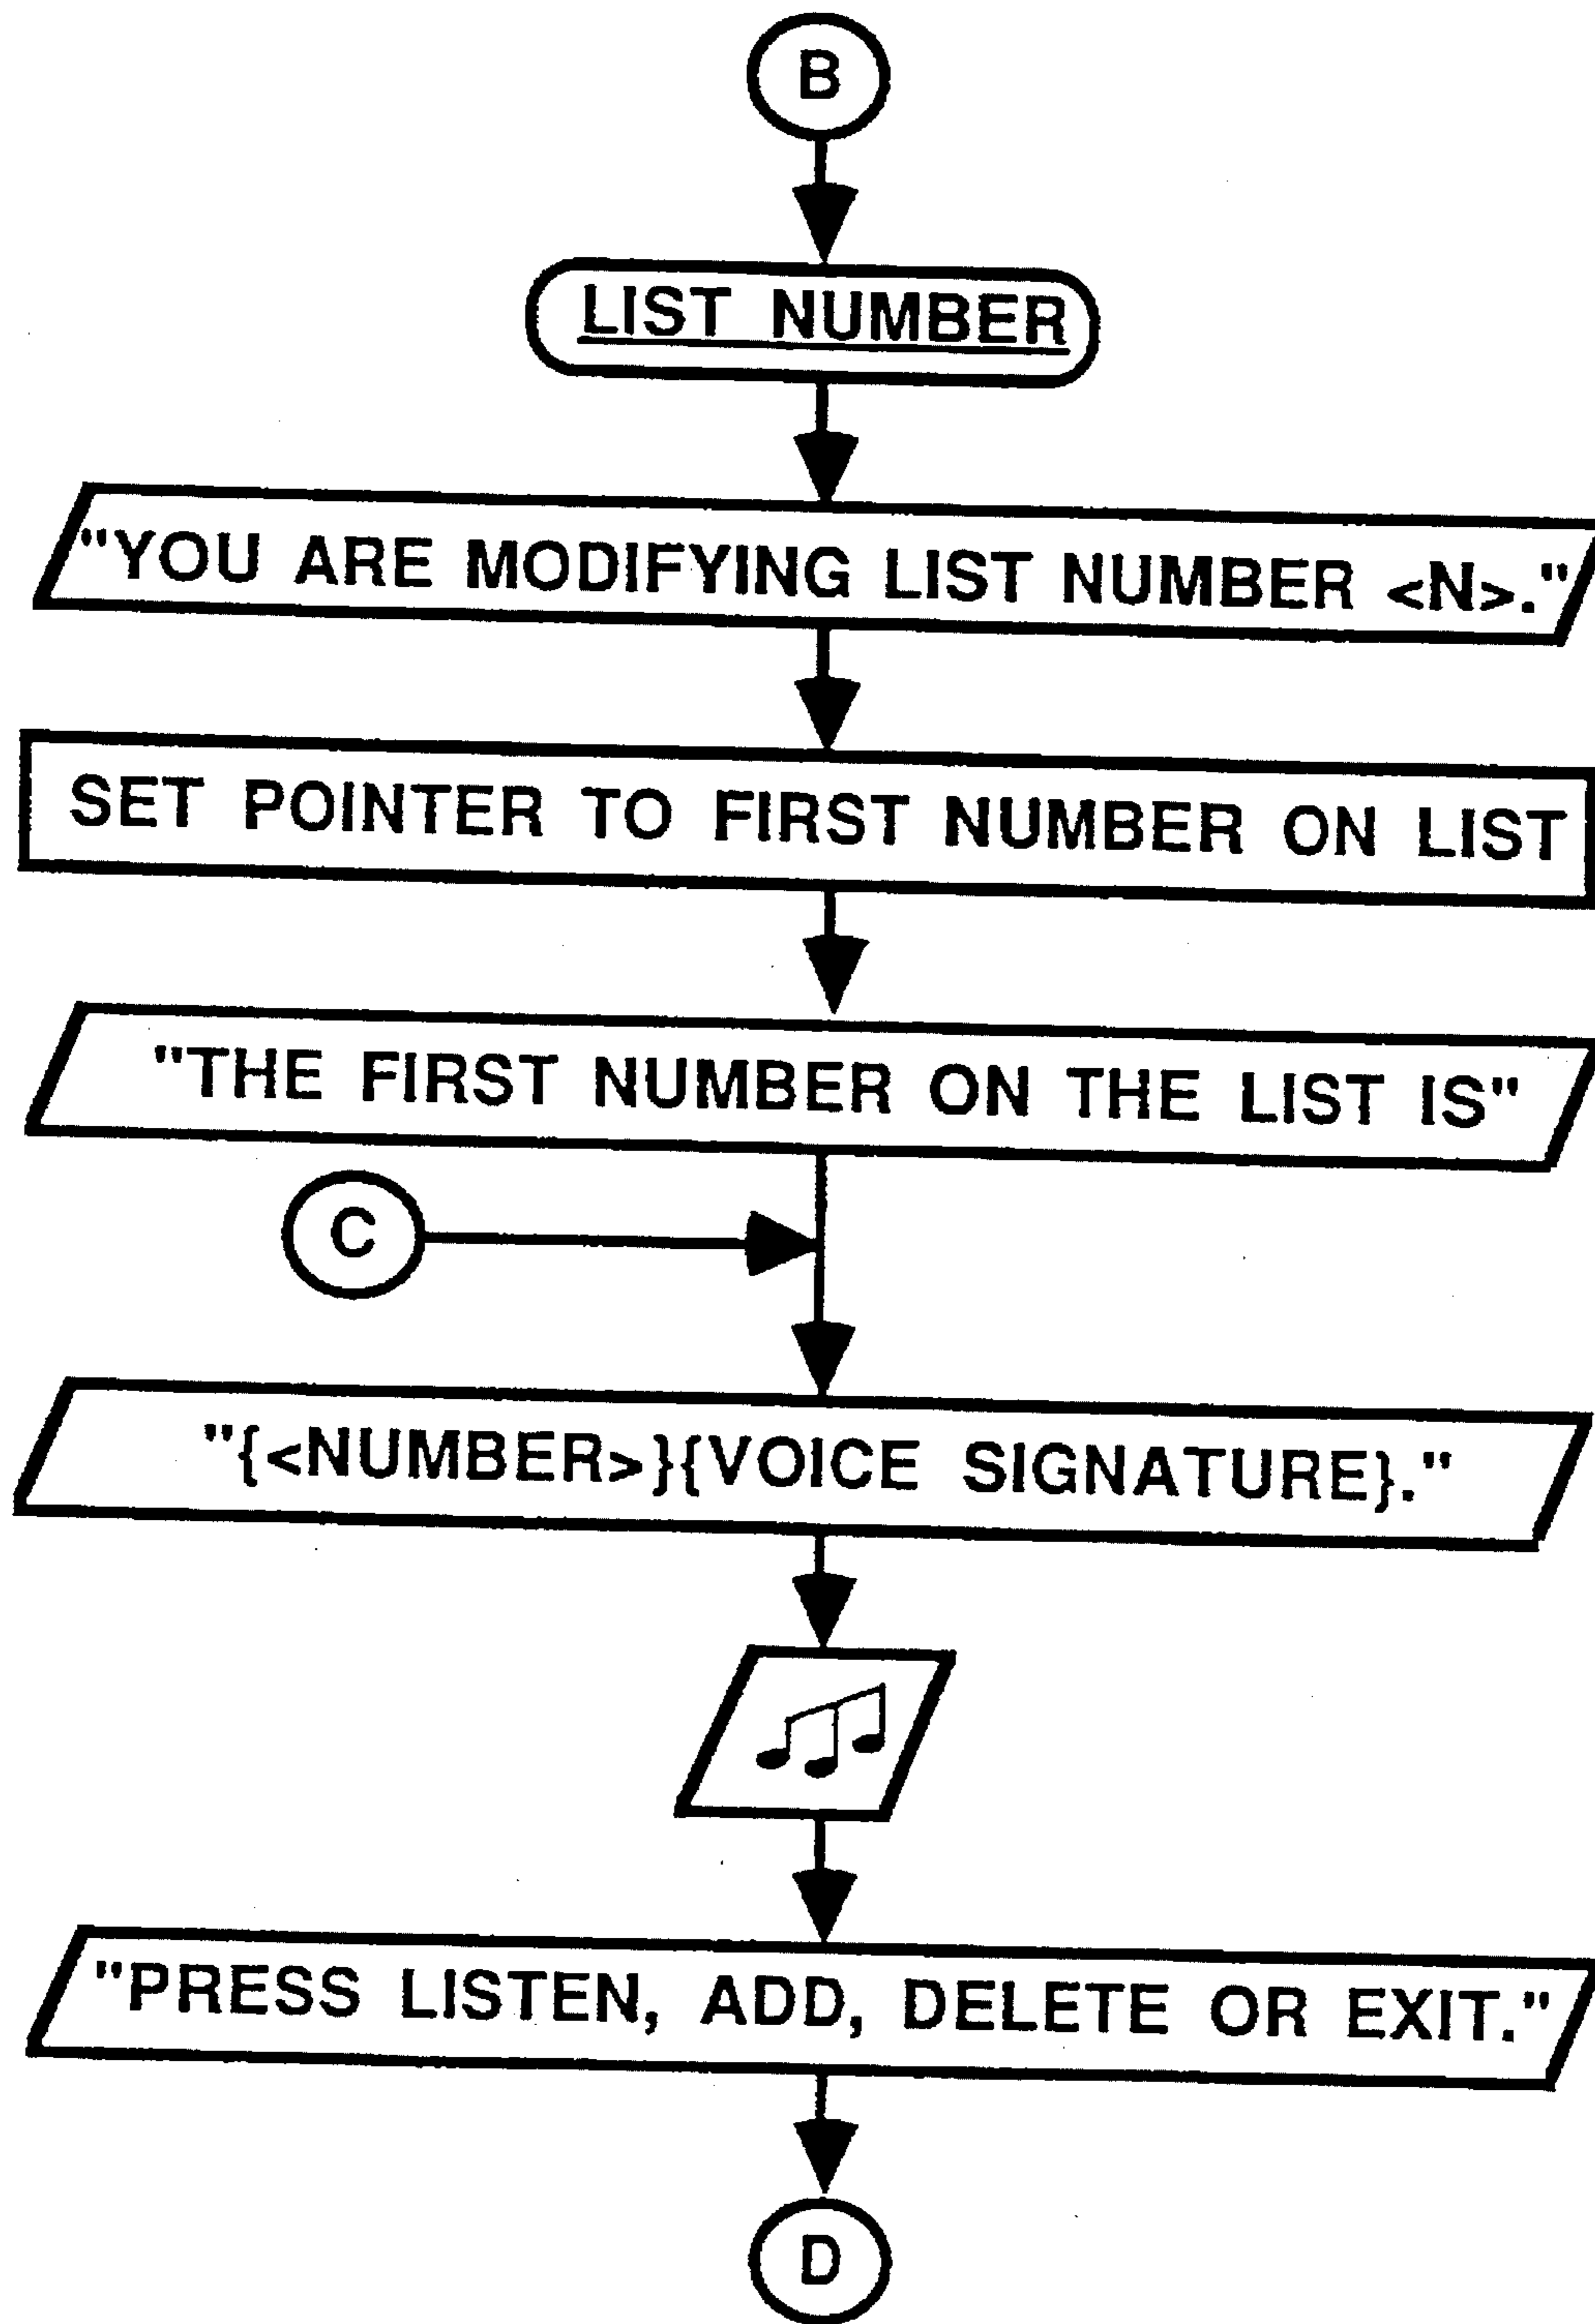 B
LIST NUMBER
"YOU ARE MODIFYING LIST NUMBER <N>."
SET POINTER TO FIRST NUMBER ON LIST
"THE FIRST NUMBER ON THE LIST IS"
C
"{<NUMBER>}{VOICE SIGNATURE}."
"PRESS LISTEN, ADD, DELETE OR EXIT."
D